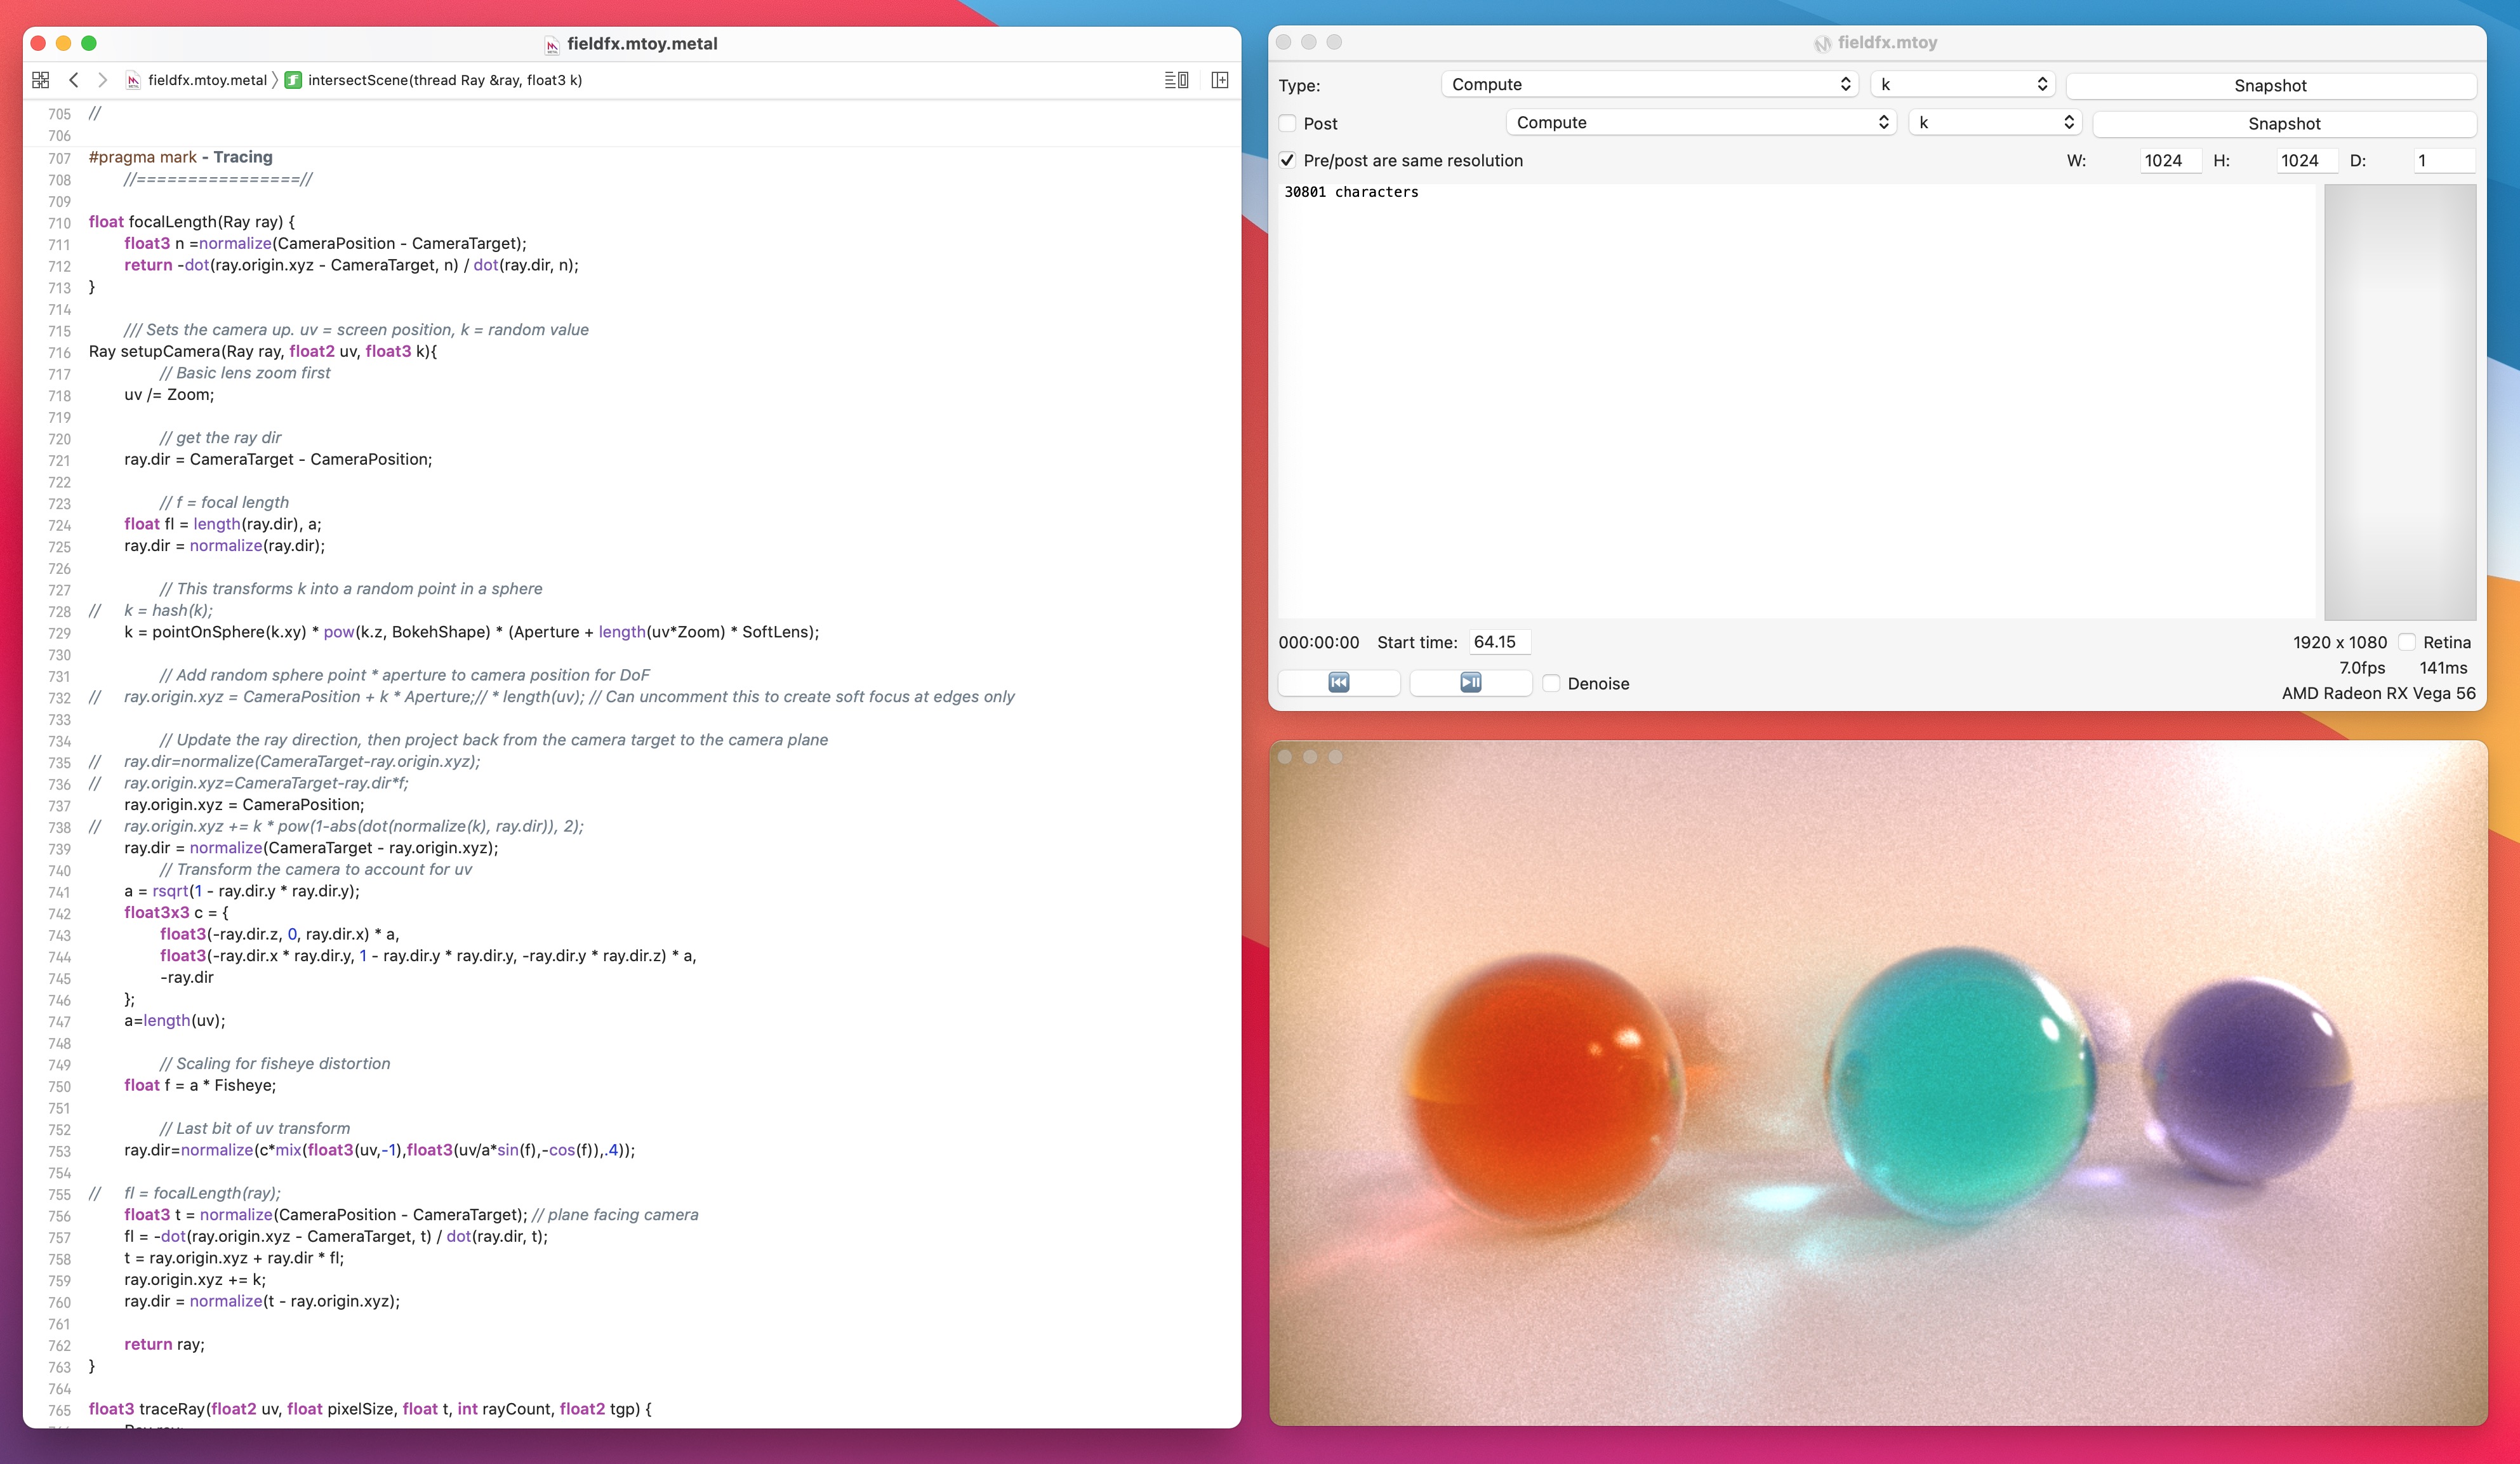 fieldfx.mtoy.metal
fieldfx.mtoy.metal 〉 intersectScene(thread Ray &ray, float3 k)
705 //
706
707 #pragma mark - Tracing
708 //================//
709
710 float focalLength(Ray ray) {
711 float3 n =normalize(CameraPosition - CameraTarget);
712 return -dot(ray.origin.xyz - CameraTarget, n) / dot(ray.dir, n);
713 }
714
715 /// Sets the camera up. uv = screen position, k = random value
716 Ray setupCamera(Ray ray, float2 uv, float3 k){
717 // Basic lens zoom first
718 uv /= Zoom;
719
720 // get the ray dir
721 ray.dir = CameraTarget - CameraPosition;
722
723 // f = focal length
724 float fl = length(ray.dir), a;
725 ray.dir = normalize(ray.dir);
726
727 // This transforms k into a random point in a sphere
728 // k = hash(k);
729 k = pointOnSphere(k.xy) * pow(k.z, BokehShape) * (Aperture + length(uv*Zoom) * SoftLens);
730
731 // Add random sphere point * aperture to camera position for DoF
732 // ray.origin.xyz = CameraPosition + k * Aperture;// * length(uv); // Can uncomment this to create soft focus at edges only
733
734 // Update the ray direction, then project back from the camera target to the camera plane
735 // ray.dir=normalize(CameraTarget-ray.origin.xyz);
736 // ray.origin.xyz=CameraTarget-ray.dir*f;
737 ray.origin.xyz = CameraPosition;
738 // ray.origin.xyz += k * pow(1-abs(dot(normalize(k), ray.dir)), 2);
739 ray.dir = normalize(CameraTarget - ray.origin.xyz);
740 // Transform the camera to account for uv
741 a = rsqrt(1 - ray.dir.y * ray.dir.y);
742 float3x3 c = {
743 float3(-ray.dir.z, 0, ray.dir.x) * a,
744 float3(-ray.dir.x * ray.dir.y, 1 - ray.dir.y * ray.dir.y, -ray.dir.y * ray.dir.z) * a,
745 -ray.dir
746 };
747 a=length(uv);
748
749 // Scaling for fisheye distortion
750 float f = a * Fisheye;
751
752 // Last bit of uv transform
753 ray.dir=normalize(c*mix(float3(uv,-1),float3(uv/a*sin(f),-cos(f)),.4));
754
755 // fl = focalLength(ray);
756 float3 t = normalize(CameraPosition - CameraTarget); // plane facing camera
757 fl = -dot(ray.origin.xyz - CameraTarget, t) / dot(ray.dir, t);
758 t = ray.origin.xyz + ray.dir * fl;
759 ray.origin.xyz += k;
760 ray.dir = normalize(t - ray.origin.xyz);
761
762 return ray;
763 }
764
765 float3 traceRay(float2 uv, float pixelSize, float t, int rayCount, float2 tgp) {
fieldfx.mtoy
Type: Compute k Snapshot
Post Compute k Snapshot
Pre/post are same resolution W: 1024 H: 1024 D: 1
30801 characters
000:00:00 Start time: 64.15 1920 x 1080 Retina
7.0fps 141ms
Denoise
AMD Radeon RX Vega 56